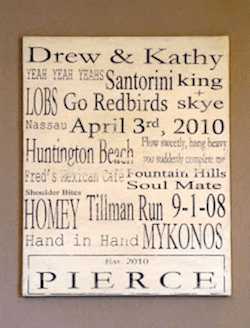 Drew & Kathy
YEAH YEAH YEAHS
Santorini
king
+
skye
LOBS
Go Redbirds
Nassau
April 3rd, 2010
Huntington Beach
Flow sweetly, hang heavy
you suddenly complete me
Fred's Mexican Café
Fountain Hills
Soul Mate
Shoulder Bites
HOMEY
Tillman Run
9-1-08
Hand in Hand
MYKONOS
Est. 2010
PIERCE